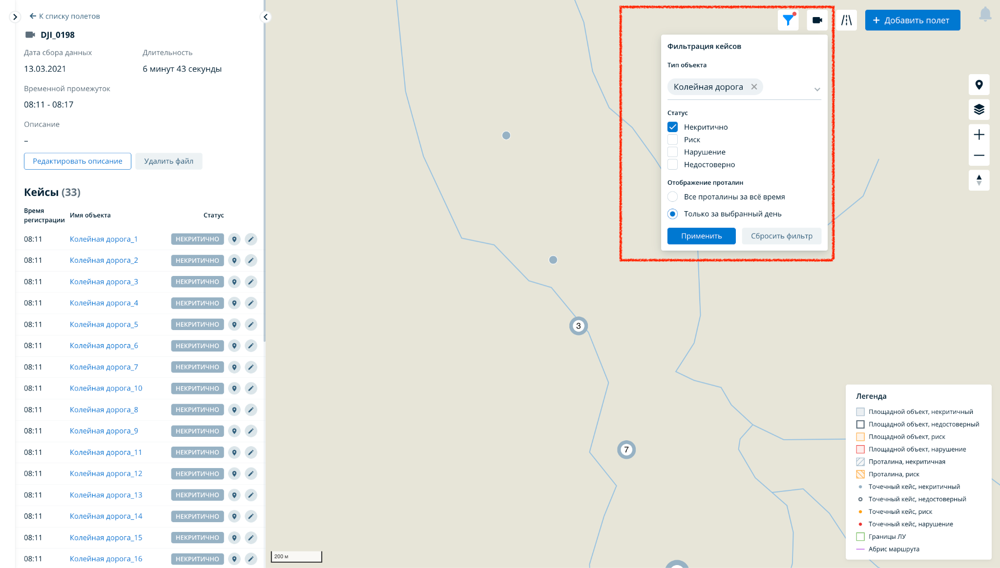 К списку полетов
DJI_0198
Дата сбора данных
Длительность
13.03.2021
6 минут 43 секунды
Временной промежуток
08:11 - 08:17
Описание
–
Редактировать описание
Удалить файл
Кейсы (33)
Время регистрации
Имя объекта
Статус
08:11 Колейная дорога_1 НЕКРИТИЧНО
08:11 Колейная дорога_2 НЕКРИТИЧНО
08:11 Колейная дорога_3 НЕКРИТИЧНО
08:11 Колейная дорога_4 НЕКРИТИЧНО
08:11 Колейная дорога_5 НЕКРИТИЧНО
08:11 Колейная дорога_6 НЕКРИТИЧНО
08:11 Колейная дорога_7 НЕКРИТИЧНО
08:11 Колейная дорога_10 НЕКРИТИЧНО
08:11 Колейная дорога_8 НЕКРИТИЧНО
08:11 Колейная дорога_9 НЕКРИТИЧНО
08:11 Колейная дорога_11 НЕКРИТИЧНО
08:11 Колейная дорога_12 НЕКРИТИЧНО
08:11 Колейная дорога_13 НЕКРИТИЧНО
08:11 Колейная дорога_14 НЕКРИТИЧНО
08:11 Колейная дорога_15 НЕКРИТИЧНО
08:11 Колейная дорога_16 НЕКРИТИЧНО
+ Добавить полет
Фильтрация кейсов
Тип объекта
Колейная дорога
Статус
Некритично
Риск
Нарушение
Недостоверно
Отображение проталин
Все проталины за всё время
Только за выбранный день
Применить
Сбросить фильтр
3
7
200 м
Легенда
Площадной объект, некритичный
Площадной объект, недостоверный
Площадной объект, риск
Площадной объект, нарушение
Проталина, некритичная
Проталина, риск
Точечный кейс, некритичный
Точечный кейс, недостоверный
Точечный кейс, риск
Точечный кейс, нарушение
Границы ЛУ
Абрис маршрута